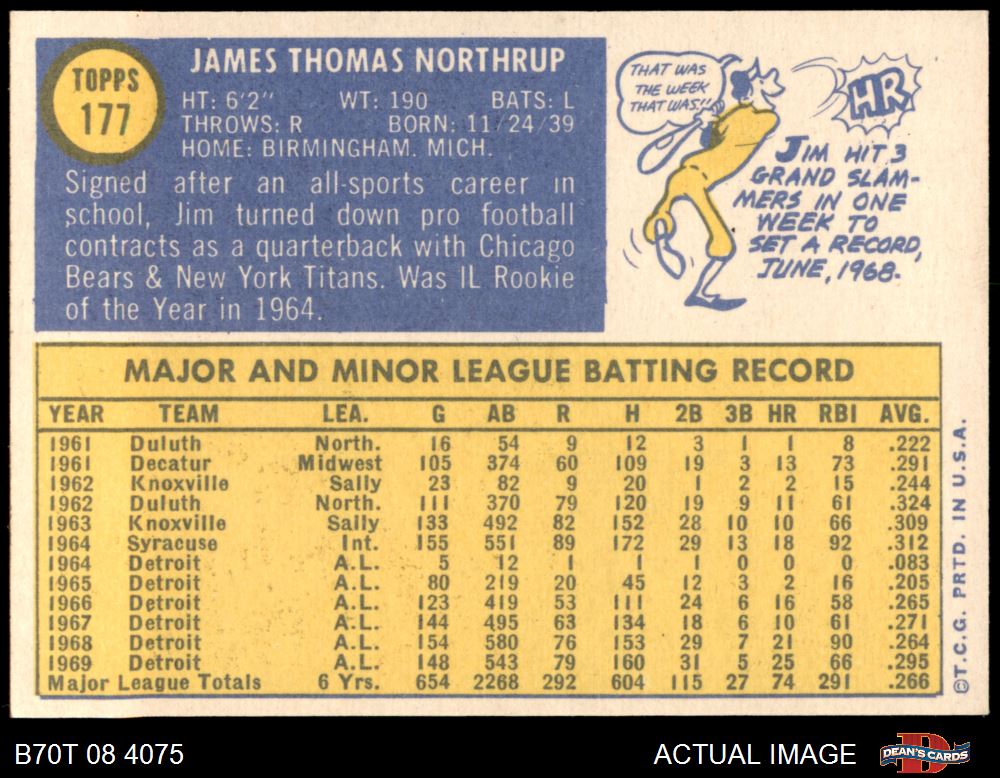 TOPPS
177
JAMES THOMAS NORTHRUP
HT: 6'2" WT: 190 BATS: L
THROWS: R BORN: 11/24/39
HOME: BIRMINGHAM. MICH.
Signed after an all-sports career in
school, Jim turned down pro football
contracts as a quarterback with Chicago
Bears & New York Titans. Was IL Rookie
of the Year in 1964.
THAT WAS
THE WEEK
THAT WAS!!
HR
JIM HIT 3
GRAND SLAM-
MERS IN ONE
WEEK TO
SET A RECORD,
JUNE, 1968.
MAJOR AND MINOR LEAGUE BATTING RECORD
YEAR TEAM LEA. G AB R H 2B 3B HR RBI AVG.
1961 Duluth North. 16 54 9 12 3 1 1 8 .222
1961 Decatur Midwest 105 374 60 109 19 3 13 73 .291
1962 Knoxville Sally 23 82 9 20 1 2 2 15 .244
1962 Duluth North. 111 370 79 120 19 9 11 61 .324
1963 Knoxville Sally 133 492 82 152 28 10 10 66 .309
1964 Syracuse Int. 155 551 89 172 29 13 18 92 .312
1964 Detroit A.L. 5 12 1 1 1 0 0 0 .083
1965 Detroit A.L. 80 219 20 45 12 3 2 16 .205
1966 Detroit A.L. 123 419 53 111 24 6 16 58 .265
1967 Detroit A.L. 144 495 63 134 18 6 10 61 .271
1968 Detroit A.L. 154 580 76 153 29 7 21 90 .264
1969 Detroit A.L. 148 543 79 160 31 5 25 66 .295
Major League Totals 6 Yrs. 654 2268 292 604 115 27 74 291 .266
©T.C.G. PRTD. IN U.S.A.
B70T 08 4075
ACTUAL IMAGE
D
DEAN'S CARDS